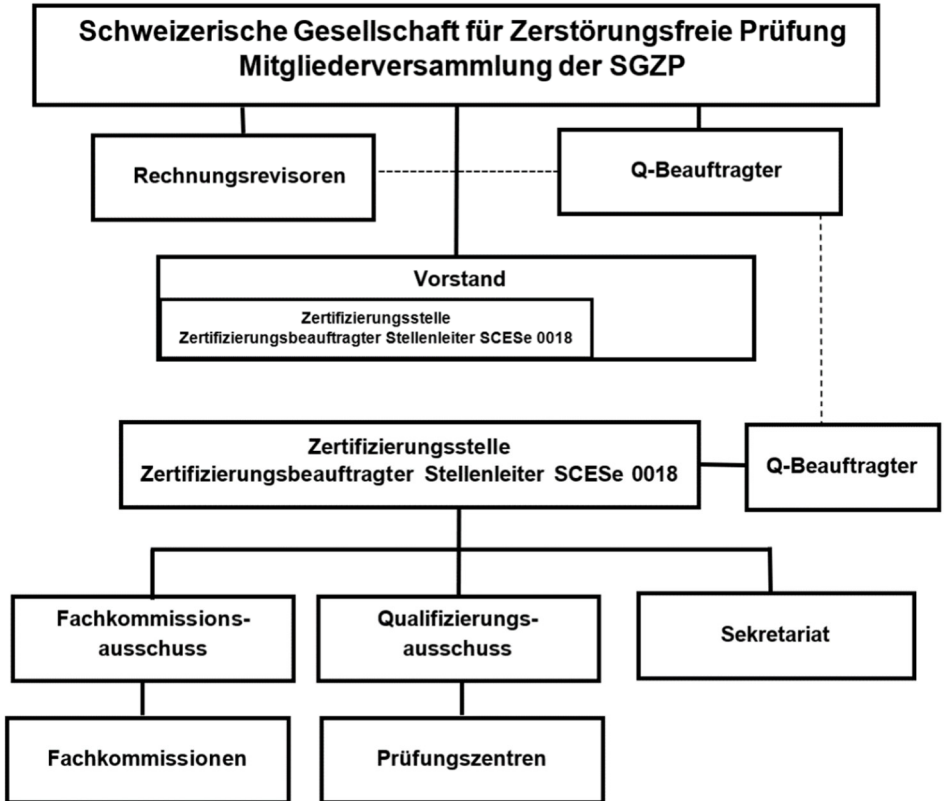 Schweizerische Gesellschaft für Zerstörungsfreie Prüfung
Mitgliederversammlung der SGZP
Rechnungsrevisoren
Q-Beauftragter
Vorstand
Zertifizierungsstelle
Zertifizierungsbeauftragter Stellenleiter SCESe 0018
Zertifizierungsstelle
Zertifizierungsbeauftragter Stellenleiter SCESe 0018
Q-Beauftragter
Fachkommissions-
ausschuss
Qualifizierungs-
ausschuss
Sekretariat
Fachkommissionen
Prüfungszentren